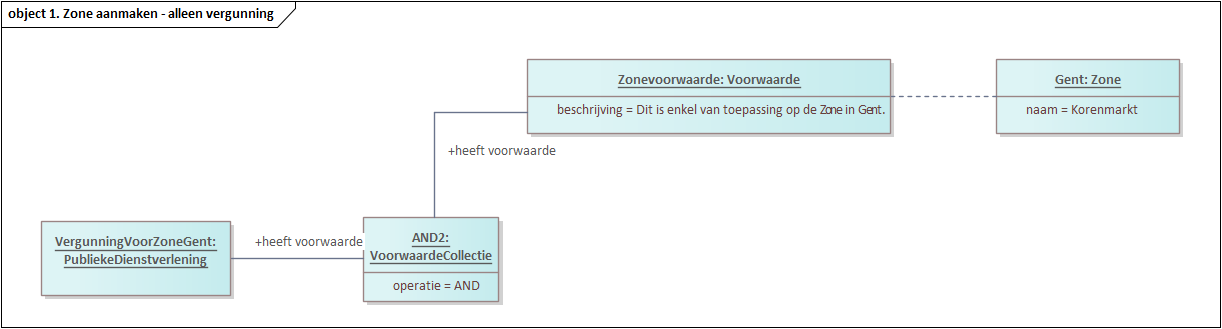 object 1. Zone aanmaken - alleen vergunning
Zonevoorwaarde: Voorwaarde
beschrijving = Dit is enkel van toepassing op de Zone in Gent.
Gent: Zone
naam = Korenmarkt
+heeft voorwaarde
VergunningVoorZoneGent:
PubliekeDienstverlening
+heeft voorwaarde
AND2:
VoorwaardeCollectie
operatie = AND